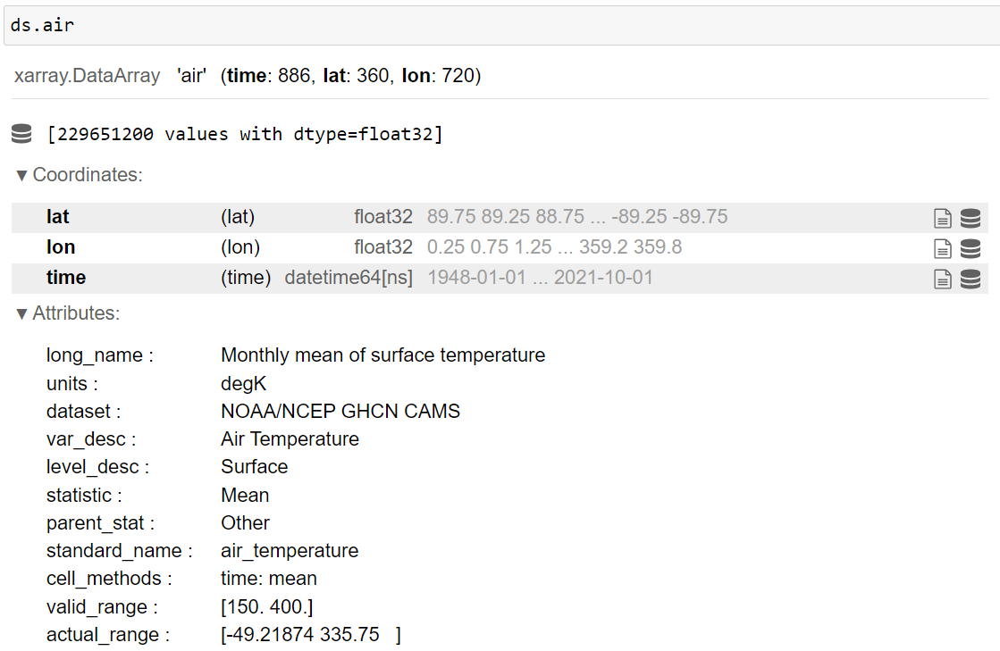 ds.air
xarray.DataArray 'air' (time: 886, lat: 360, lon: 720)
[229651200 values with dtype=float32]
▼ Coordinates:
lat (lat) float32 89.75 89.25 88.75 ... -89.25 -89.75
lon (lon) float32 0.25 0.75 1.25 ... 359.2 359.8
time (time) datetime64[ns] 1948-01-01 ... 2021-10-01
▼ Attributes:
long_name : Monthly mean of surface temperature
units : degK
dataset : NOAA/NCEP GHCN CAMS
var_desc : Air Temperature
level_desc : Surface
statistic : Mean
parent_stat : Other
standard_name : air_temperature
cell_methods : time: mean
valid_range : [150. 400.]
actual_range : [-49.21874 335.75   ]